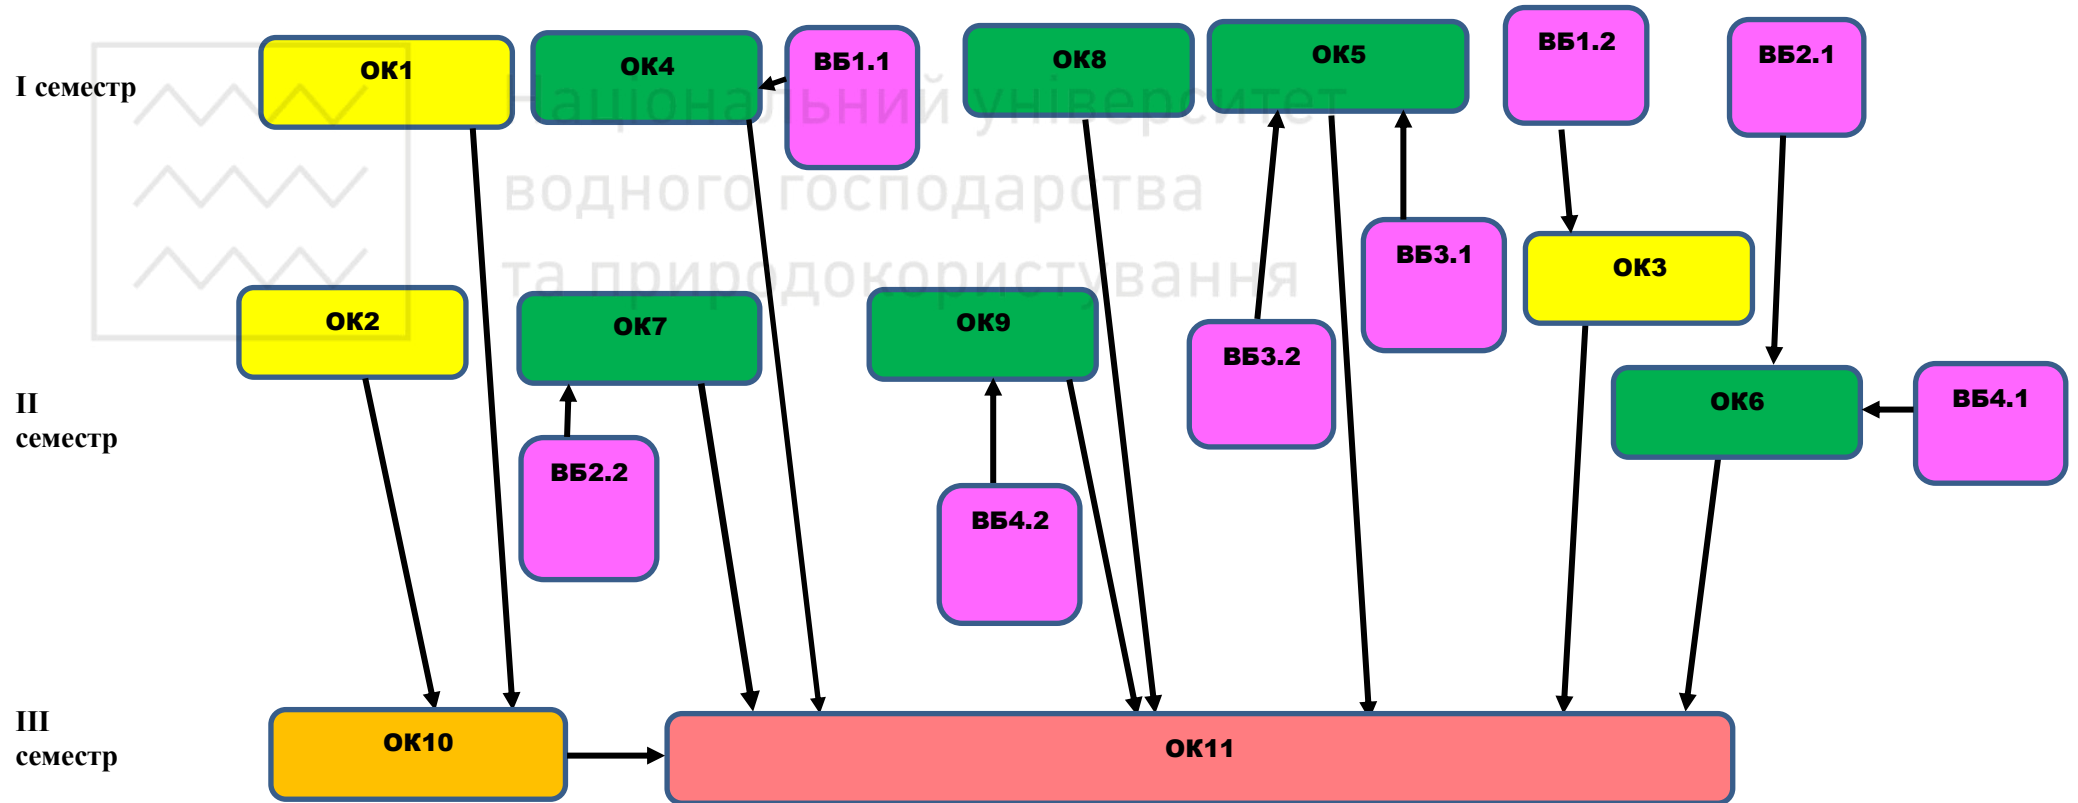 I семестр
ОК1
ОК4
ВБ1.1
ОК8
ОК5
ВБ1.2
ВБ2.1
Національний університет
водного господарства
та природокористування
ВБ3.1
ОК3
ОК2
ОК7
ОК9
ВБ3.2
II
семестр
ОК6
ВБ4.1
ВБ2.2
ВБ4.2
III
семестр
ОК10
ОК11